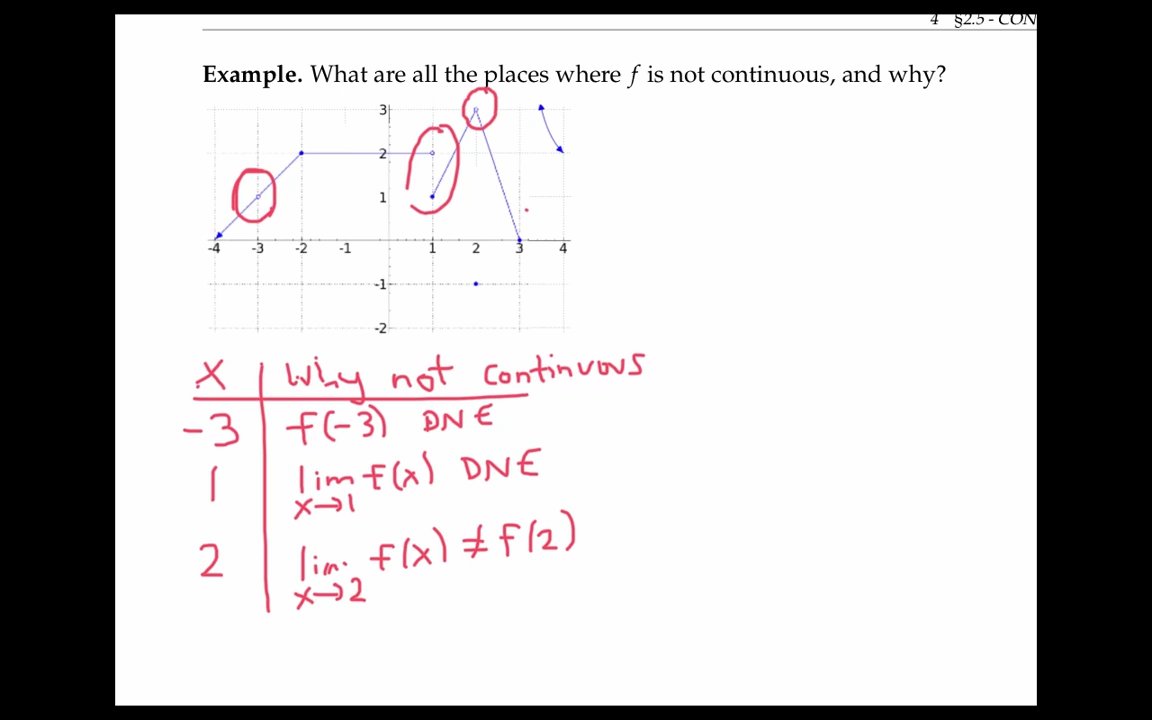 4 §2.5 - CON
Example. What are all the places where f is not continuous, and why?
3
2
1
-4 -3 -2 -1 1 2 3 4
-1
-2
x why not continuous
-3 f(-3) DNE
1 lim f(x) DNE
x→1
2 lim f(x) ≠ f(2)
x→2